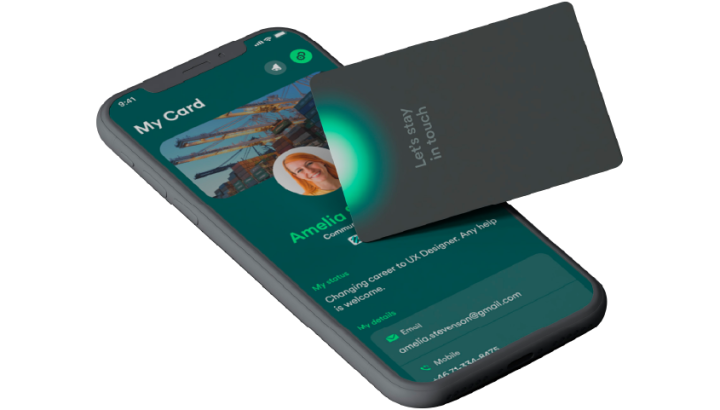 9:41
My Card
Let's stay
in touch
Amelia
My status
Changing career to UX Designer. Any help
is welcome.
My details
Email
amelia.stevenson@gmail.com
Mobile